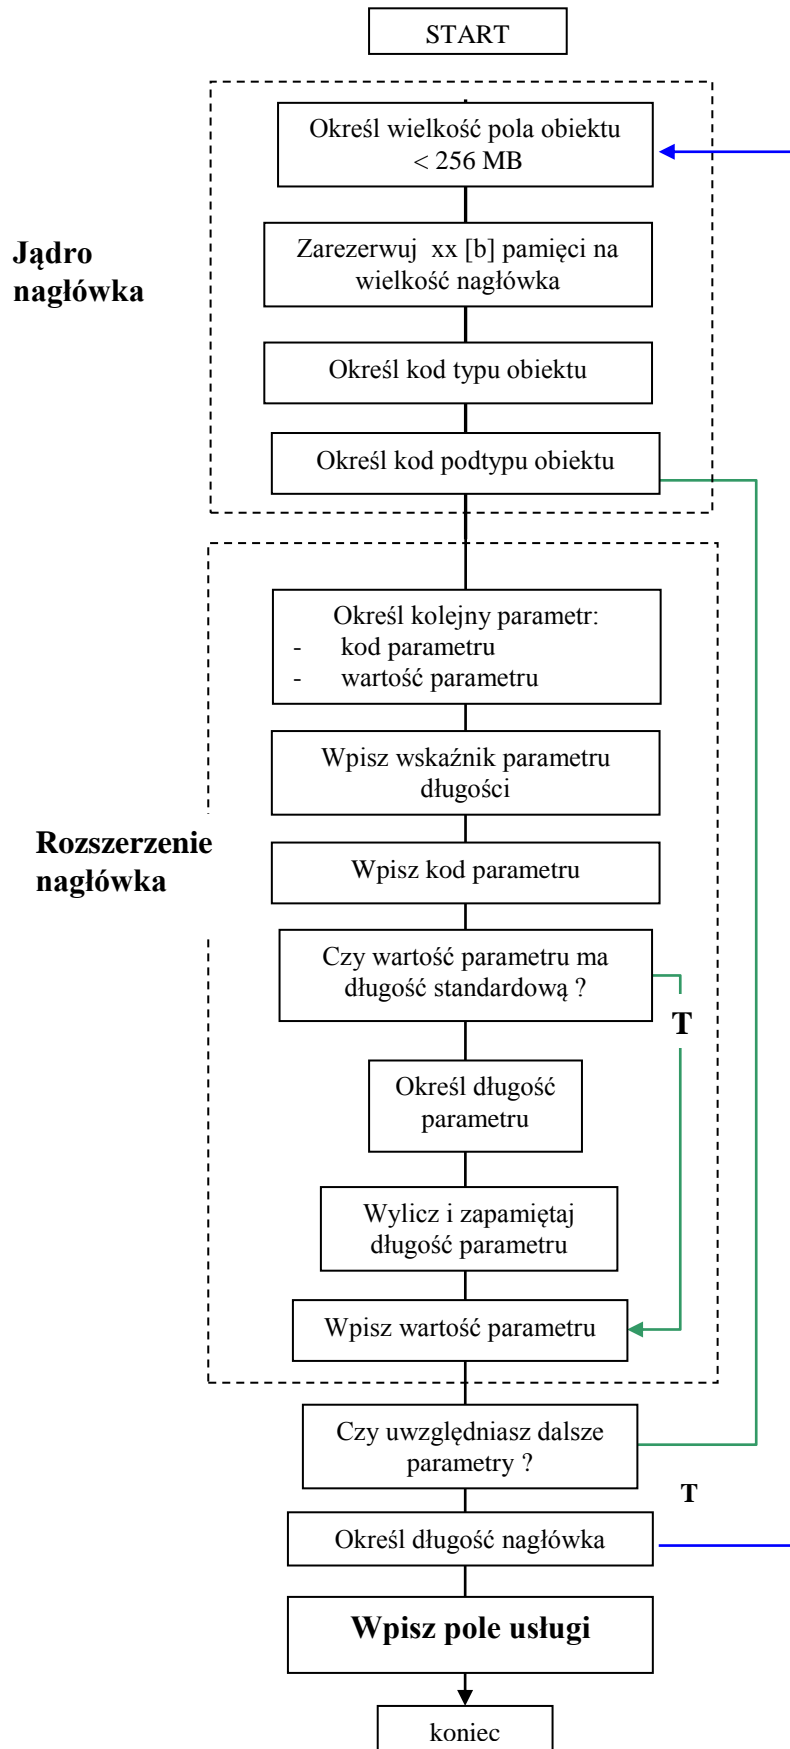 START
Określ wielkość pola obiektu
< 256 MB
Zarezerwuj xx [b] pamięci na
wielkość nagłówka
Jądro
nagłówka
Określ kod typu obiektu
Określ kod podtypu obiektu
Określ kolejny parametr:
- kod parametru
- wartość parametru
Wpisz wskaźnik parametru
długości
Rozszerzenie
nagłówka
Wpisz kod parametru
Czy wartość parametru ma
długość standardową ?
T
Określ długość
parametru
Wylicz i zapamiętaj
długość parametru
Wpisz wartość parametru
Czy uwzględniasz dalsze
parametry ?
T
Określ długość nagłówka
Wpisz pole usługi
koniec